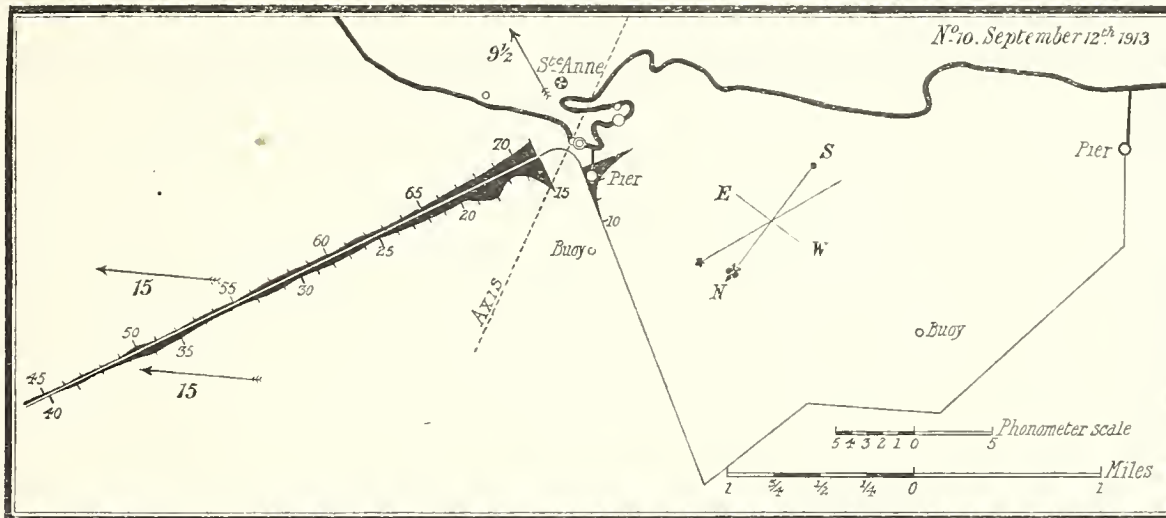 Nº 10. September 12th 1913
9½
Ste Anne
S
Pier
70
15
Pier
E
65
20
10
W
60
25
Buoy
15
55
30
N
Axis
50
35
Buoy
15
45
40
5 4 3 2 1 0 5 Phonometer scale
Miles
1 ¾ ½ ¼ 0 1